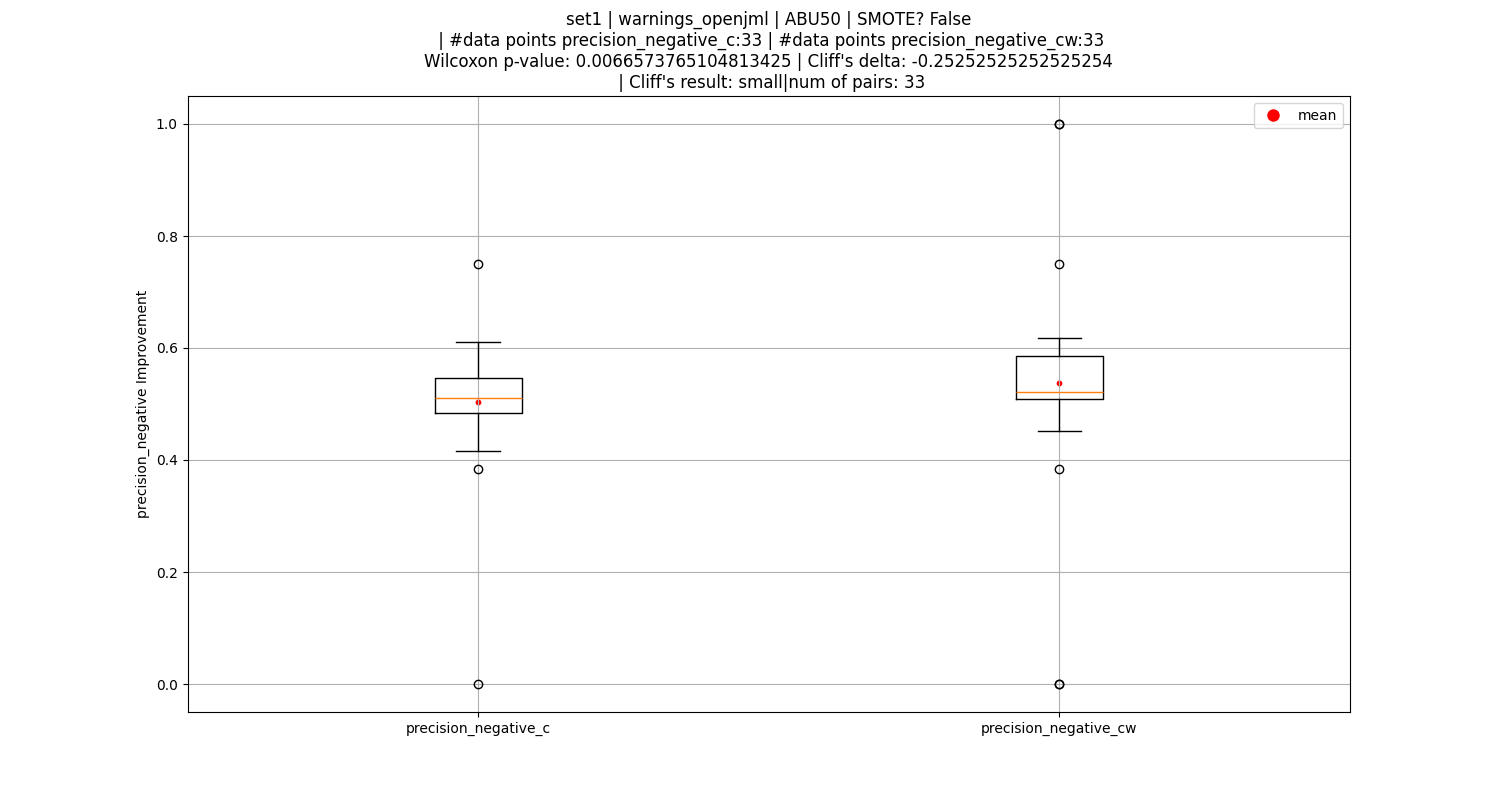 set1 | warnings_openjml | ABU50 | SMOTE? False
| #data points precision_negative_c:33 | #data points precision_negative_cw:33
Wilcoxon p-value: 0.0066573765104813425 | Cliff's delta: -0.25252525252525254
| Cliff's result: small|num of pairs: 33
mean
1.0
0.8
0.6
0.4
0.2
0.0
precision_negative Improvement
precision_negative_c
precision_negative_cw